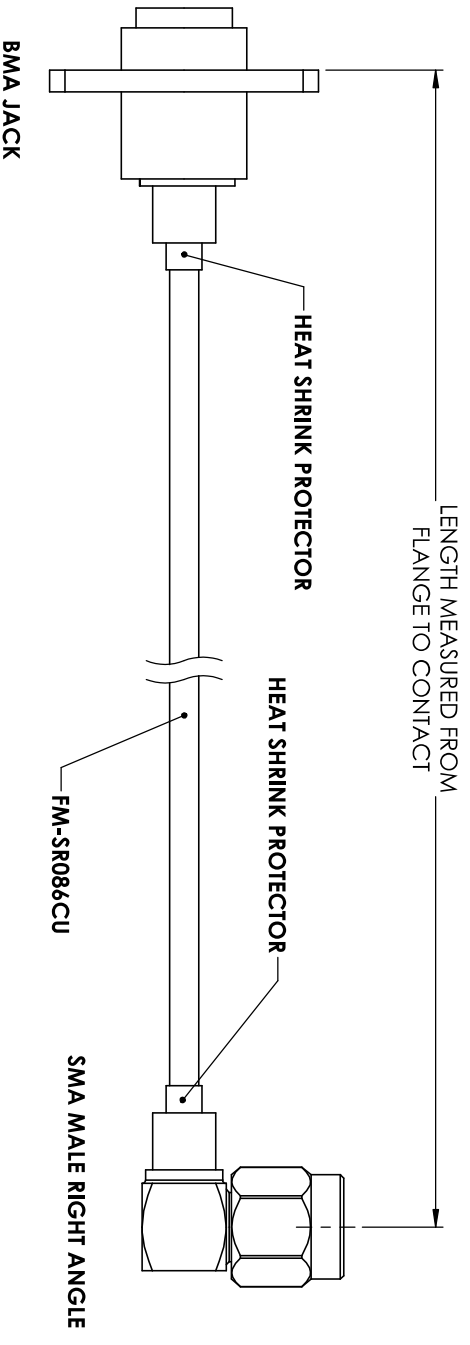 LENGTH MEASURED FROM
FLANGE TO CONTACT
HEAT SHRINK PROTECTOR
HEAT SHRINK PROTECTOR
FM-SR086CU
BMA JACK
SMA MALE RIGHT ANGLE